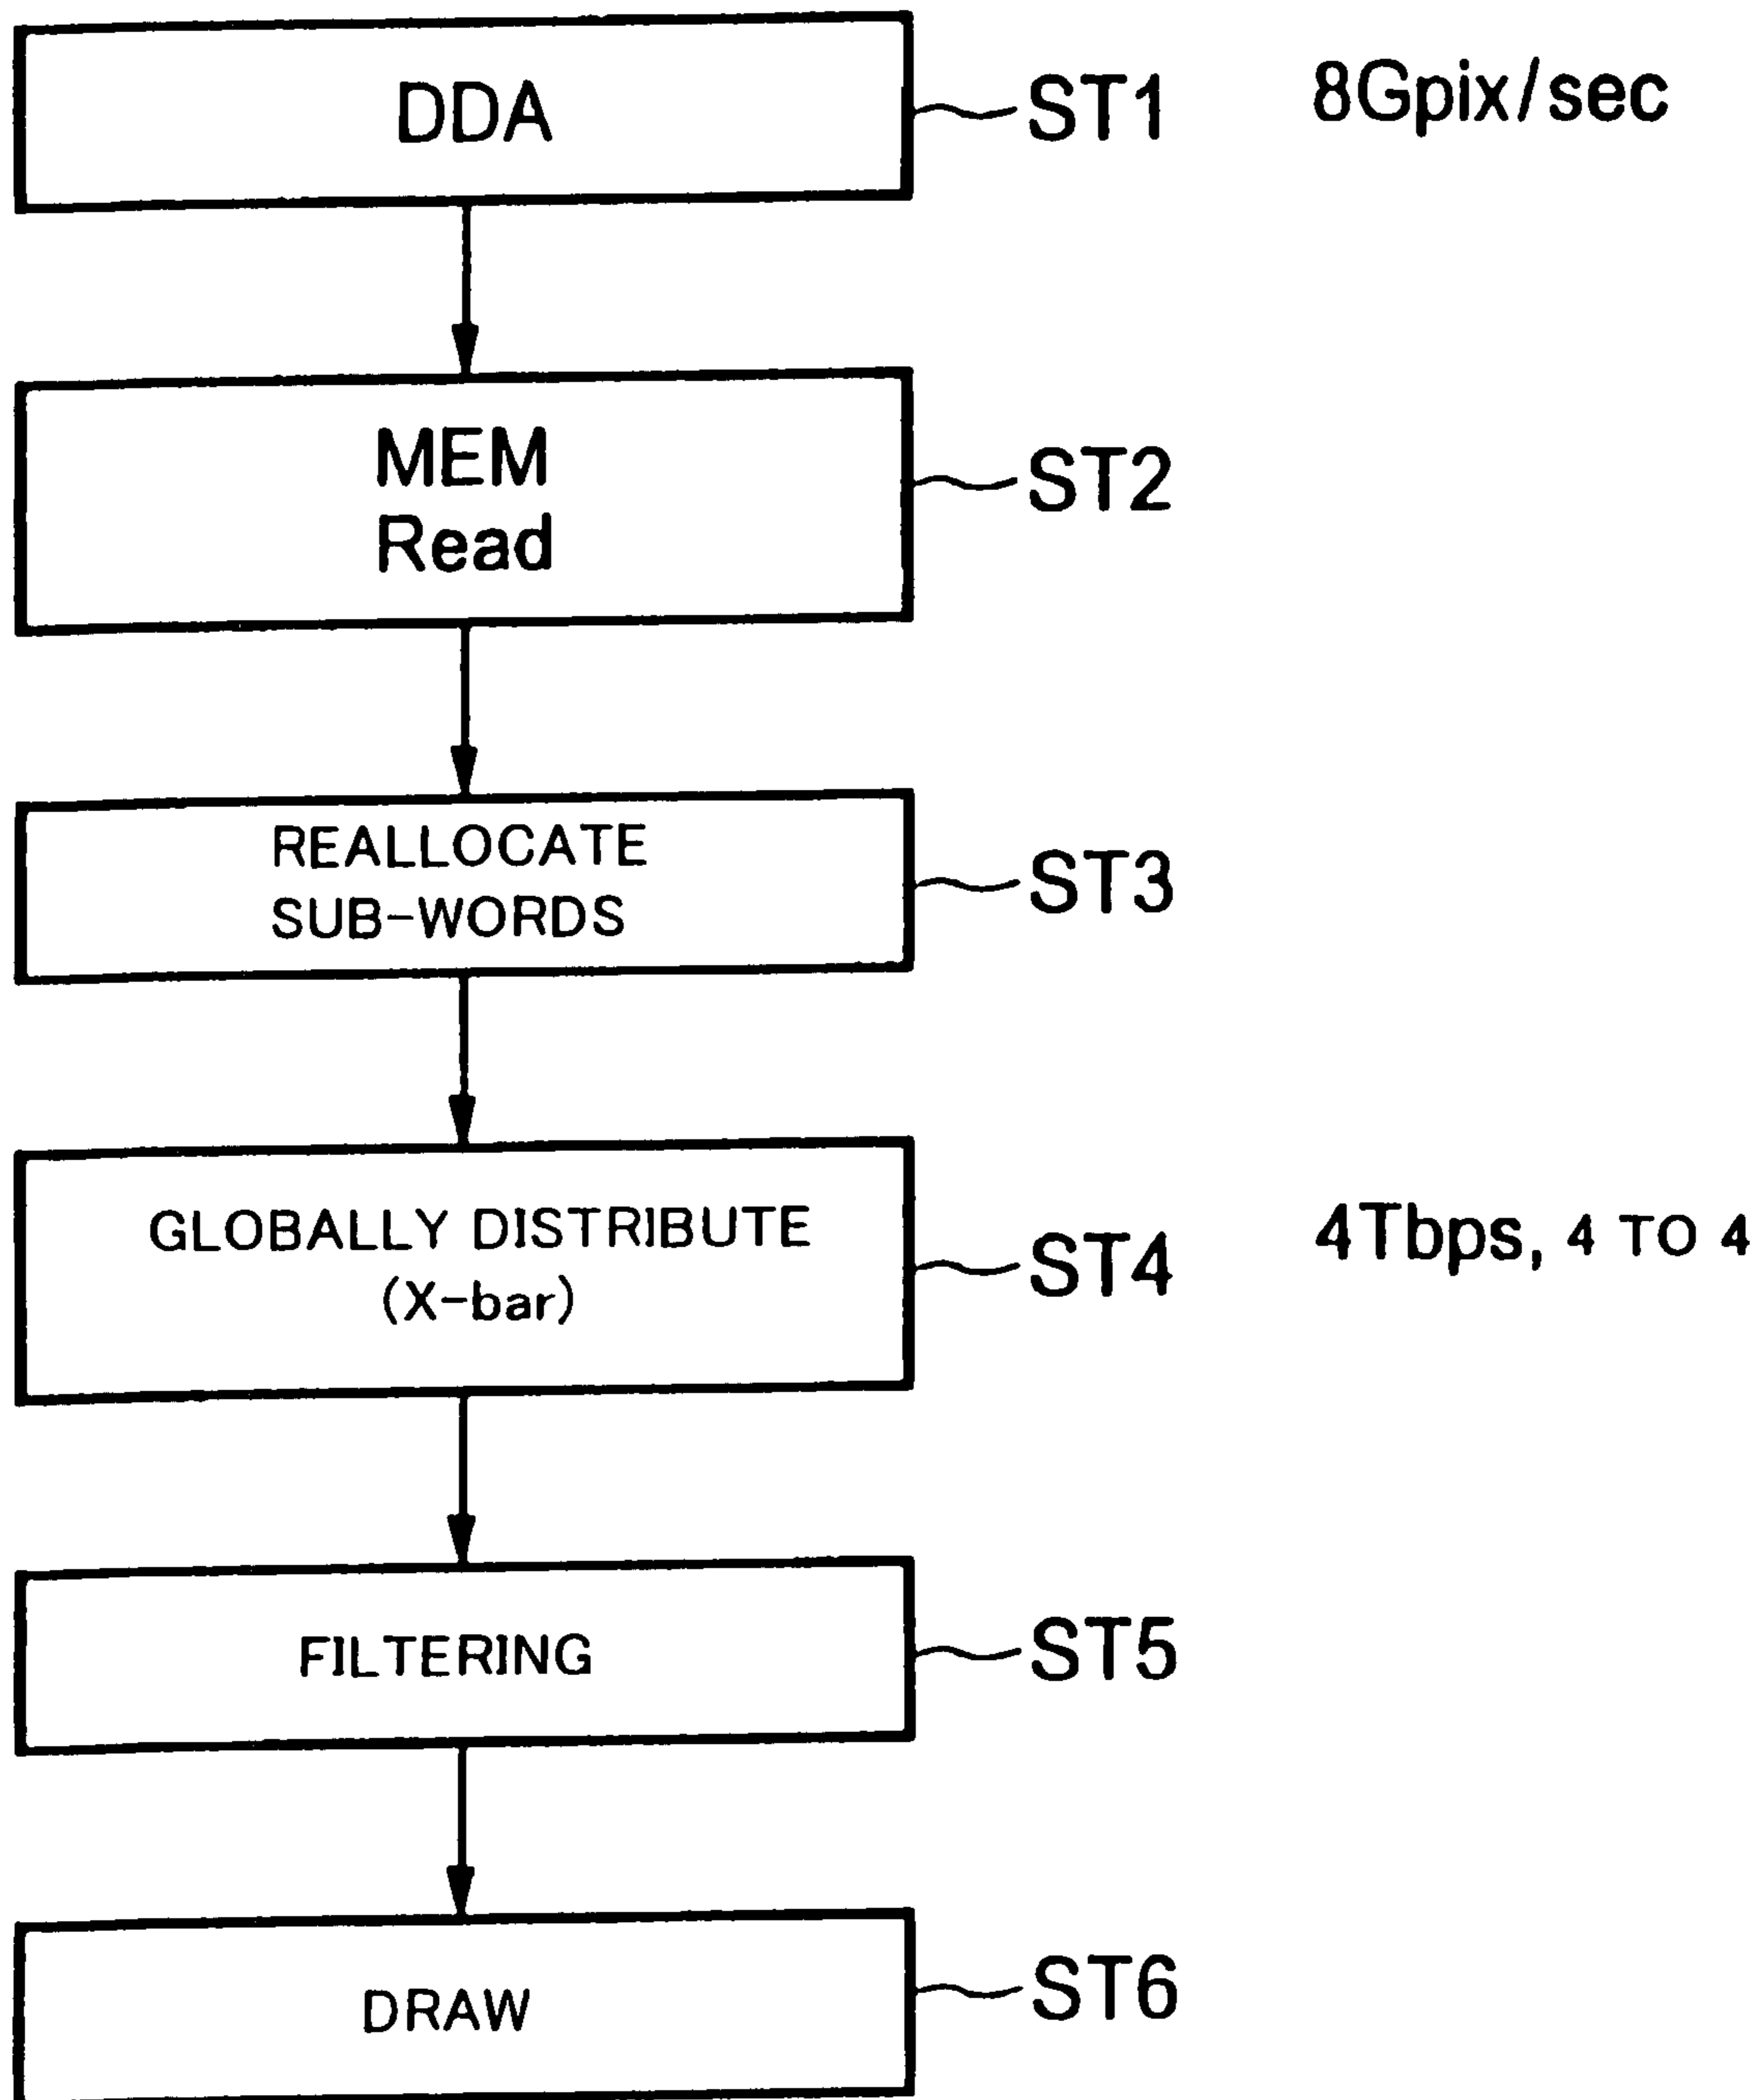 DDA
ST1
8Gpix/sec
MEM
Read
ST2
REALLOCATE
SUB-WORDS
ST3
GLOBALLY DISTRIBUTE
(X-bar)
ST4
4Tbps, 4 TO 4
FILTERING
ST5
DRAW
ST6